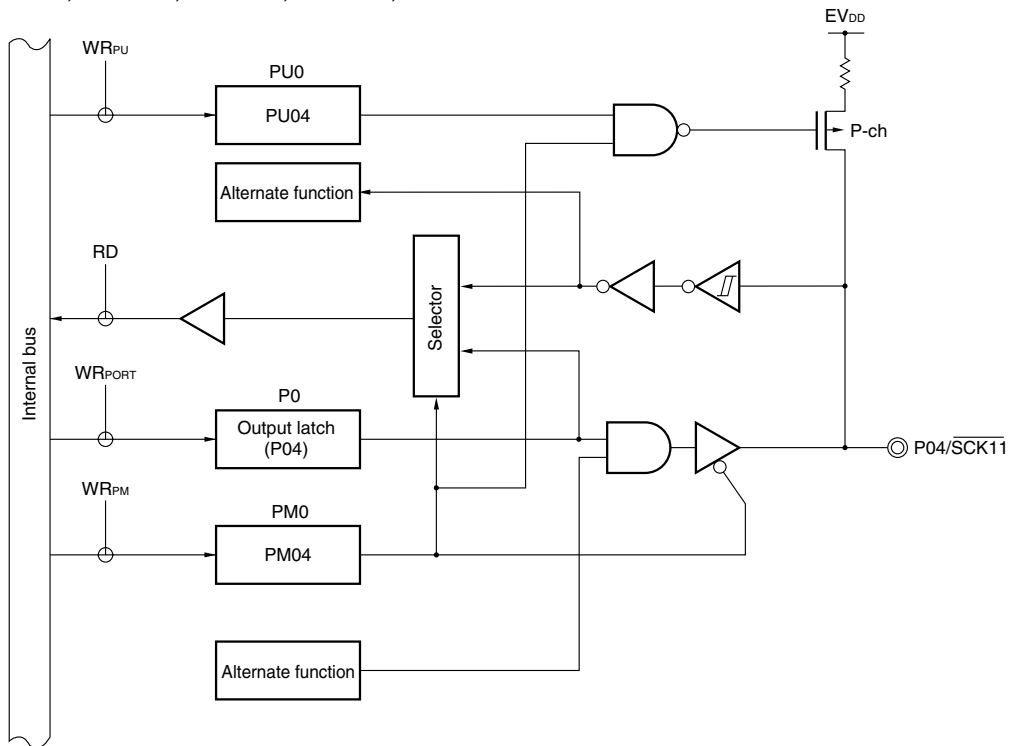 EVDD
WRPU
PU0
PU04
P-ch
Alternate function
RD
Selector
Internal bus
WRPORT
P0
Output latch
(P04)
P04/SCK11
WRPM
PM0
PM04
Alternate function